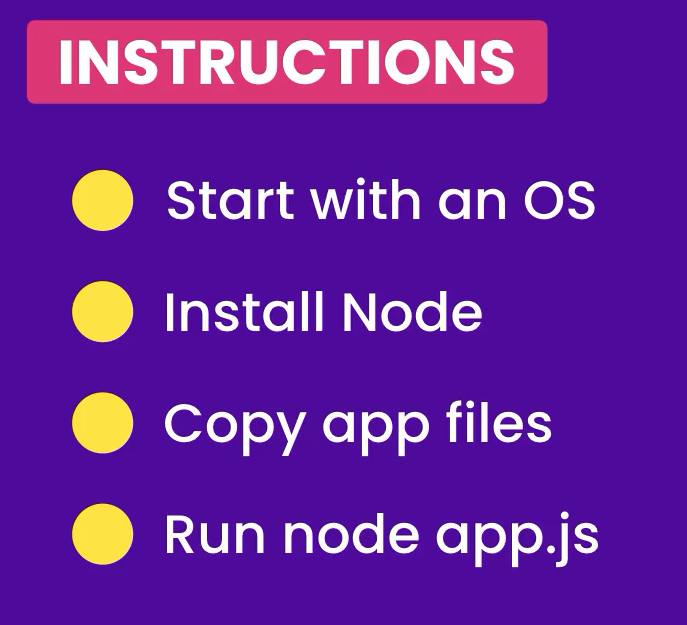 INSTRUCTIONS
Start with an OS
Install Node
Copy app files
Run node app.js